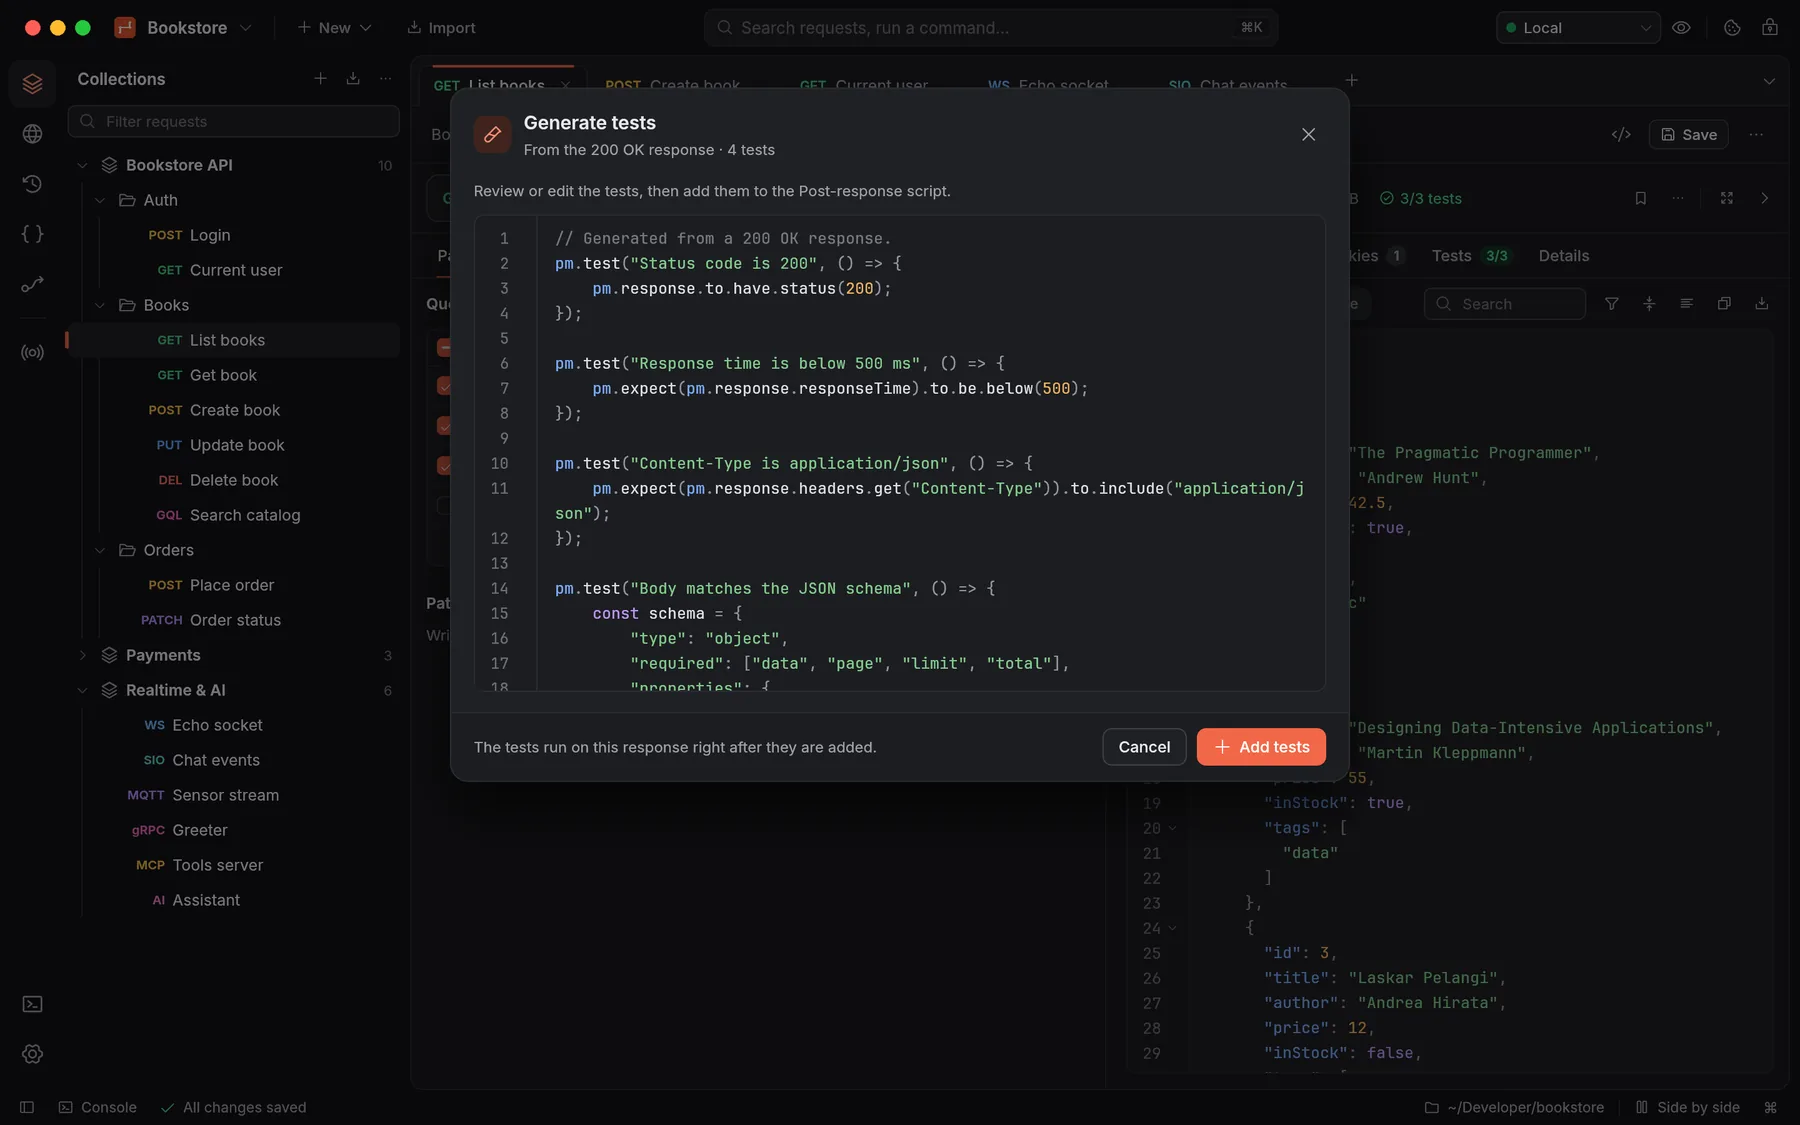 Bookstore
New
Import
Search requests, run a command...
⌘K
Local
Collections
Filter requests
Bookstore API 10
Auth
POST Login
GET Current user
Books
GET List books
GET Get book
POST Create book
PUT Update book
DEL Delete book
GQL Search catalog
Orders
POST Place order
PATCH Order status
Payments 3
Realtime & AI 6
WS Echo socket
SIO Chat events
MQTT Sensor stream
gRPC Greeter
MCP Tools server
AI Assistant
GET List books
POST Create book
GET Current user
WS Echo socket
SIO Chat events
Save
3/3 tests
1
Tests 3/3
Details
Search
Generate tests
From the 200 OK response · 4 tests
Review or edit the tests, then add them to the Post-response script.
1 // Generated from a 200 OK response.
2 pm.test("Status code is 200", () => {
3 pm.response.to.have.status(200);
4 });
5
6 pm.test("Response time is below 500 ms", () => {
7 pm.expect(pm.response.responseTime).to.be.below(500);
8 });
9
10 pm.test("Content-Type is application/json", () => {
11 pm.expect(pm.response.headers.get("Content-Type")).to.include("application/j
son");
12 });
13
14 pm.test("Body matches the JSON schema", () => {
15 const schema = {
16 "type": "object",
17 "required": ["data", "page", "limit", "total"],
18 "properties": {
The tests run on this response right after they are added.
Cancel
Add tests
"The Pragmatic Programmer",
"Andrew Hunt",
42.5,
: true,
"Designing Data-Intensive Applications",
"Martin Kleppmann",
55,
19 "inStock": true,
20 "tags": [
21 "data"
22 ]
23 },
24 {
25 "id": 3,
26 "title": "Laskar Pelangi",
27 "author": "Andrea Hirata",
28 "price": 12,
29 "inStock": false,
Console
All changes saved
~/Developer/bookstore
Side by side
⌘